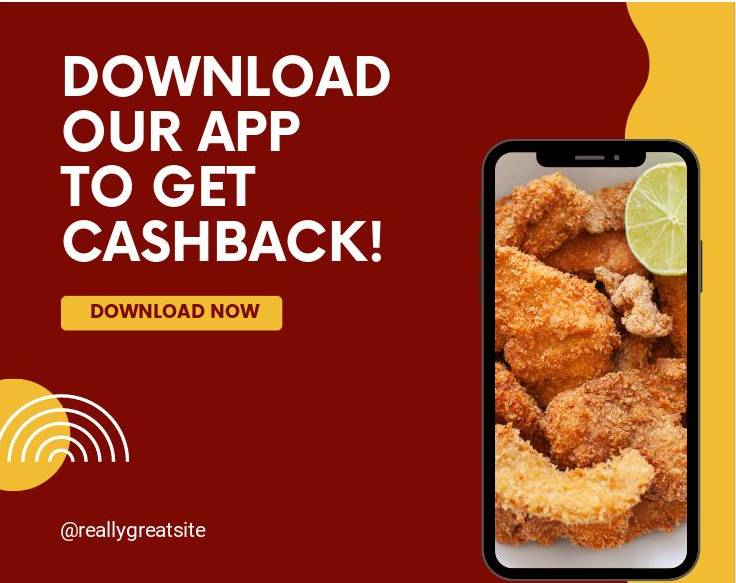 DOWNLOAD
OUR APP
TO GET
CASHBACK!
DOWNLOAD NOW
@reallygreatsite